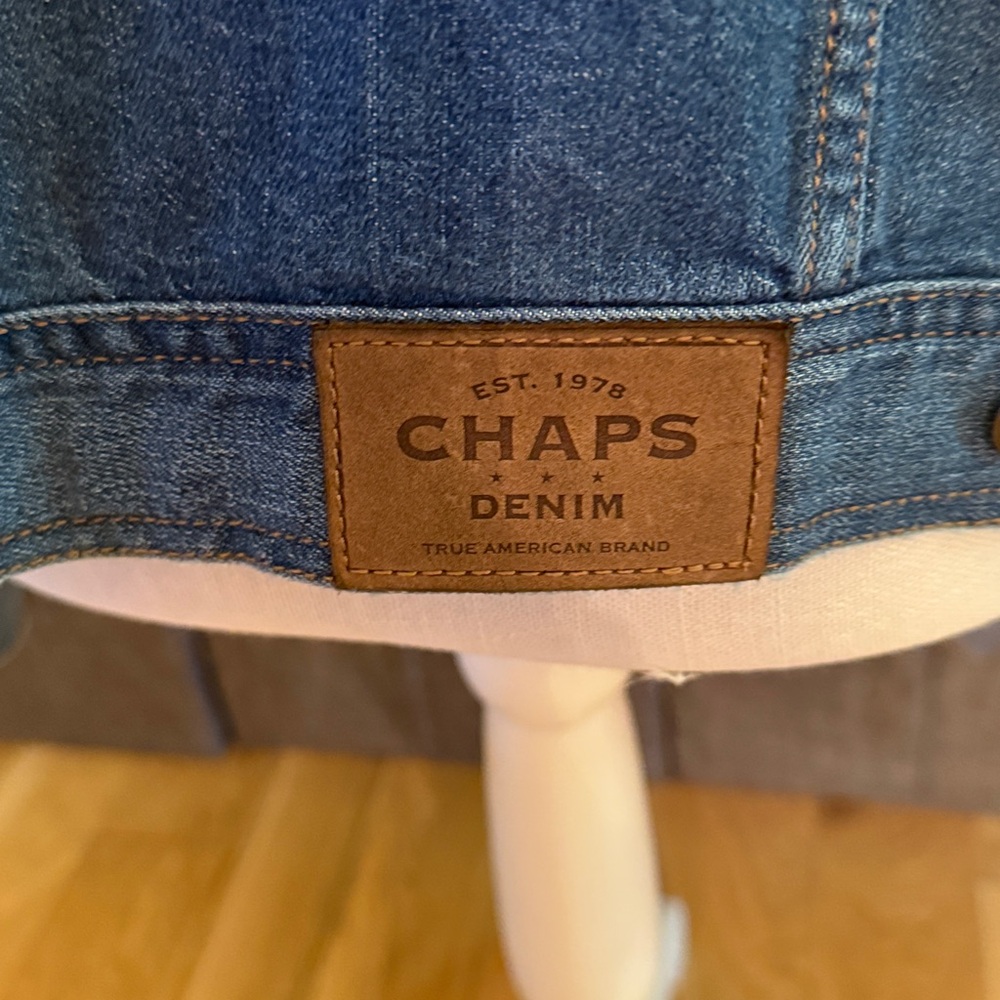 EST. 1978
CHAPS
DENIM
TRUE AMERICAN BRAND